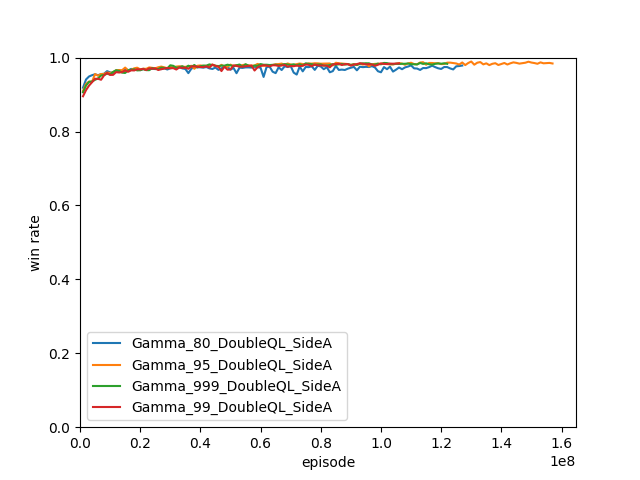 1.0
0.8
0.6
0.4
0.2
0.0
win rate
Gamma_80_DoubleQL_SideA
Gamma_95_DoubleQL_SideA
Gamma_999_DoubleQL_SideA
Gamma_99_DoubleQL_SideA
0.0 0.2 0.4 0.6 0.8 1.0 1.2 1.4 1.6
1e8
episode